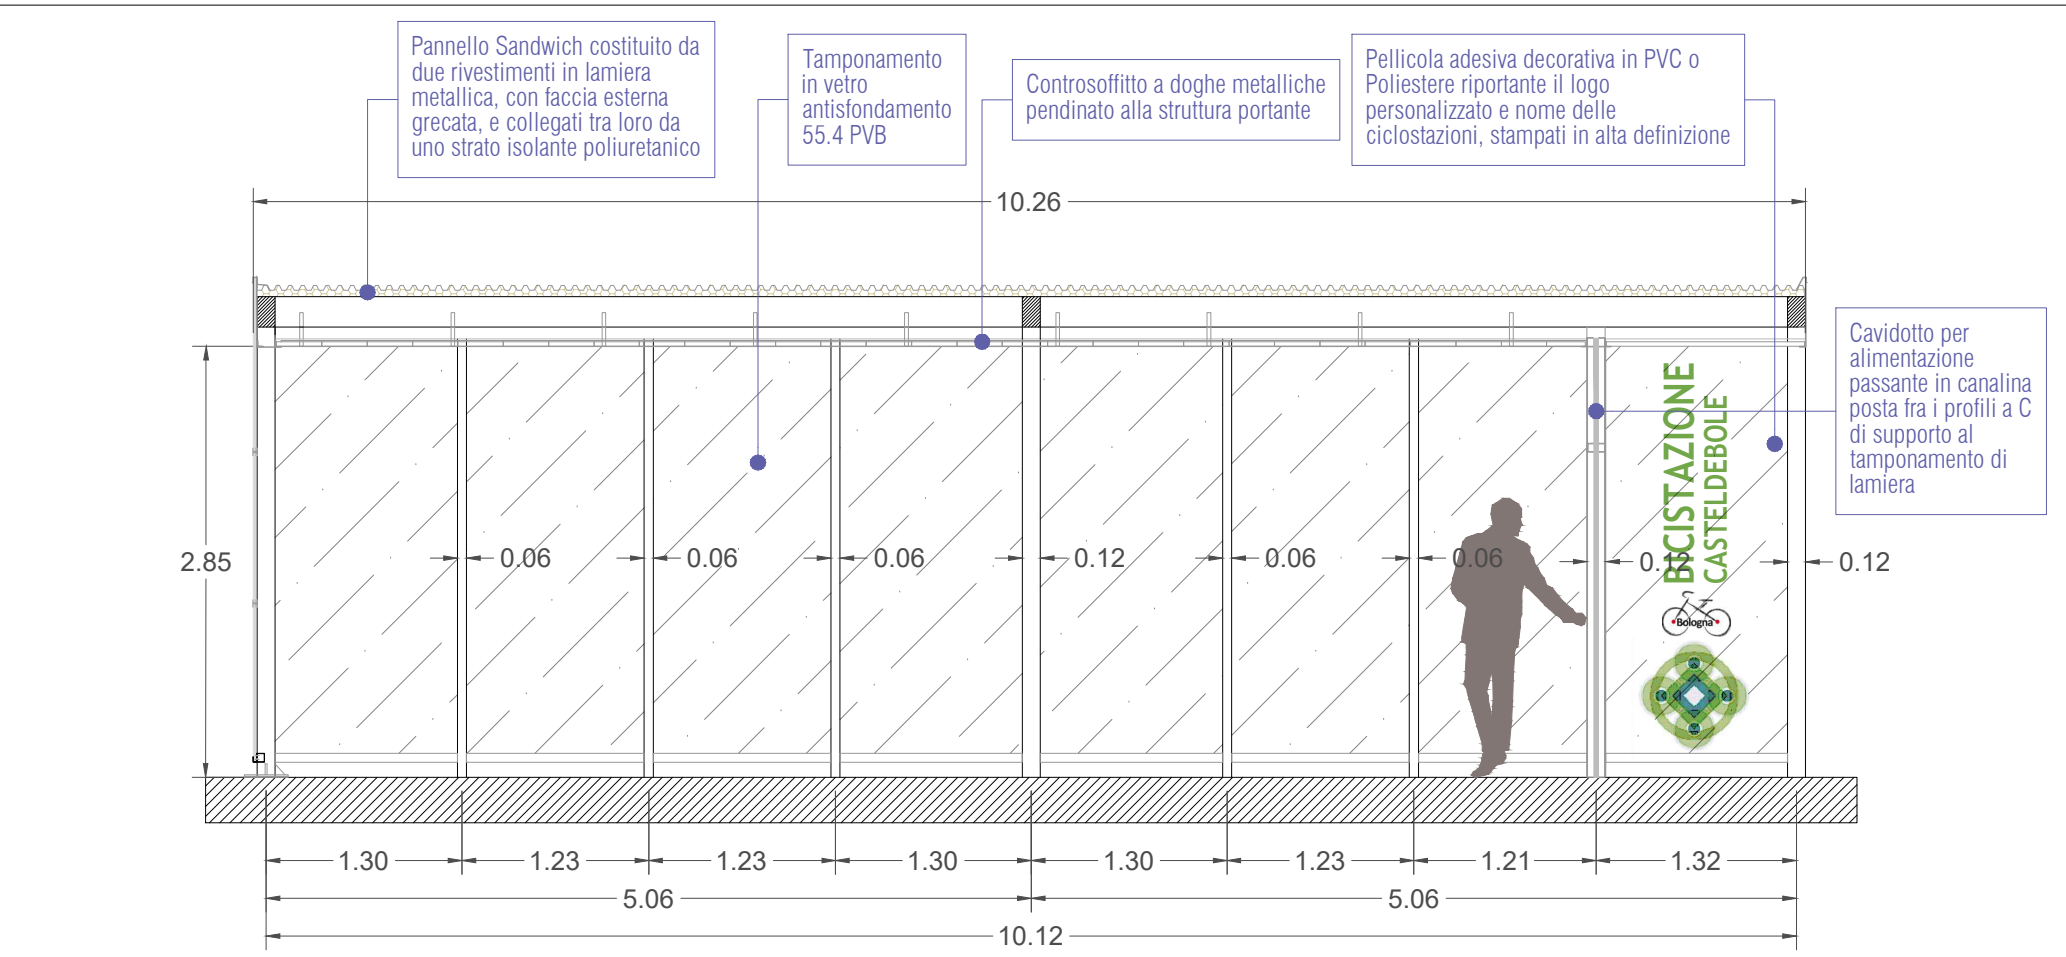 Pannello Sandwich costituito da
due rivestimenti in lamiera
metallica, con faccia esterna
grecata, e collegati tra loro da
uno strato isolante poliuretanico
Tamponamento
in vetro
antisfondamento
55.4 PVB
Controsoffitto a doghe metalliche
pendinato alla struttura portante
Pellicola adesiva decorativa in PVC o
Poliestere riportante il logo
personalizzato e nome delle
ciclostazioni, stampati in alta definizione
10.26
Cavidotto per
alimentazione
passante in canalina
posta fra i profili a C
di supporto al
tamponamento di
lamiera
BICISTAZIONE
CASTELDEBOLE
2.85
0.06
0.06
0.06
0.12
0.06
0.06
0.12
0.12
Bologna
1.30
1.23
1.23
1.30
1.30
1.23
1.21
1.32
5.06
5.06
10.12